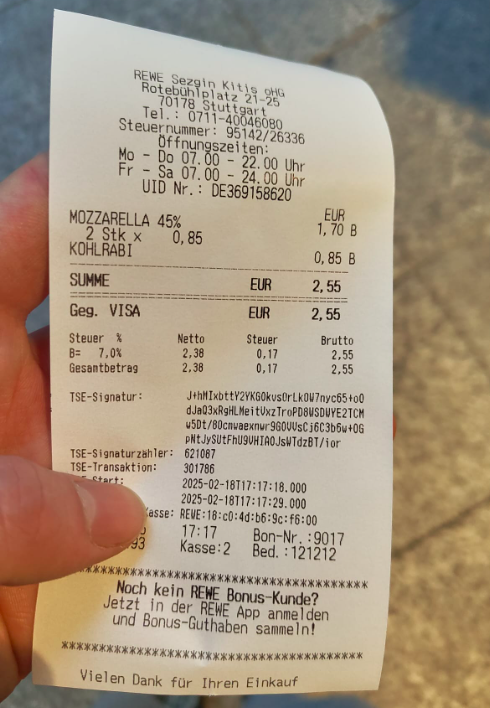 REWE Sezgin Kitis oHG
Rotebühlplatz 21-25
70178 Stuttgart
Tel.: 0711-40046080
Steuernummer: 95142/26336
Öffnungszeiten:
Mo - Do 07.00 - 22.00 Uhr
Fr - Sa 07.00 - 24.00 Uhr
UID Nr.: DE369158620
EUR
MOZZARELLA 45% 1,70 B
2 Stk x 0,85
KOHLRABI 0,85 B
SUMME EUR 2,55
Geg. VISA EUR 2,55
Steuer % Netto Steuer Brutto
B= 7,0% 2,38 0,17 2,55
Gesamtbetrag 2,38 0,17 2,55
TSE-Signatur: J+hMIxbttY2YKG0kvsOrLk0W7nyc65+oQ
dJaQ3xRgHLMeitVxzTroPD8WSDWYE2TCM
w5Dt/80cnwaexnwr9GOVUsCj6C3b6w+OG
pNtJySUtFhU9VHIAOJsWTdzBT/ior
TSE-Signaturzähler: 621087
TSE-Transaktion: 301786
Start: 2025-02-18T17:17:18.000
2025-02-18T17:17:29.000
Kasse: REWE:18:c0:4d:b6:9c:f6:00
17:17 Bon-Nr.:9017
93 Kasse:2 Bed.:121212
****************************************
Noch kein REWE Bonus-Kunde?
Jetzt in der REWE App anmelden
und Bonus-Guthaben sammeln!
****************************************
Vielen Dank für Ihren Einkauf